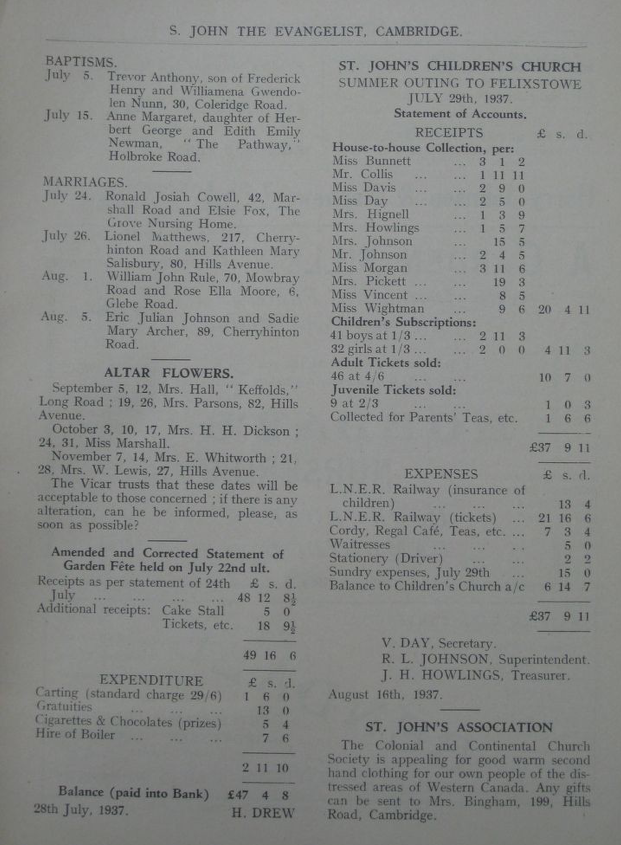 S. JOHN THE EVANGELIST, CAMBRIDGE.
BAPTISMS.
July 5. Trevor Anthony, son of Frederick
Henry and Williamena Gwendo-
len Nunn, 30, Coleridge Road.
July 15. Anne Margaret, daughter of Her-
bert George and Edith Emily
Newman, " The Pathway,"
Holbroke Road.
MARRIAGES.
July 24. Ronald Josiah Cowell, 42, Mar-
shall Road and Elsie Fox, The
Grove Nursing Home.
July 26. Lionel Matthews, 217, Cherry-
hinton Road and Kathleen Mary
Salisbury, 80, Hills Avenue.
Aug. 1. William John Rule, 70, Mowbray
Road and Rose Ella Moore, 6,
Glebe Road.
Aug. 5. Eric Julian Johnson and Sadie
Mary Archer, 89, Cherryhinton
Road.
ALTAR FLOWERS.
September 5, 12, Mrs. Hall, " Keffolds,"
Long Road ; 19, 26, Mrs. Parsons, 82, Hills
Avenue.
October 3, 10, 17, Mrs. H. H. Dickson ;
24, 31, Miss Marshall.
November 7, 14, Mrs. E. Whitworth ; 21,
28, Mrs. W. Lewis, 27, Hills Avenue.
The Vicar trusts that these dates will be
acceptable to those concerned ; if there is any
alteration, can he be informed, please, as
soon as possible?
Amended and Corrected Statement of
Garden Fête held on July 22nd ult.
Receipts as per statement of 24th £ s. d.
July ... ... ... ... 48 12 8½
Additional receipts: Cake Stall 5 0
Tickets, etc. 18 9½
49 16 6
EXPENDITURE £ s. d.
Carting (standard charge 29/6) 1 6 0
Gratuities ... ... ... 13 0
Cigarettes & Chocolates (prizes) 5 4
Hire of Boiler ... ... ... 7 6
2 11 10
Balance (paid into Bank) £47 4 8
28th July, 1937. H. DREW
ST. JOHN'S CHILDREN'S CHURCH
SUMMER OUTING TO FELIXSTOWE
JULY 29th, 1937.
Statement of Accounts.
RECEIPTS £ s. d.
House-to-house Collection, per:
Miss Bunnett ... 3 1 2
Mr. Collis ... ... 1 11 11
Miss Davis ... ... 2 9 0
Miss Day ... ... 2 5 0
Mrs. Hignell ... 1 3 9
Mrs. Howlings ... 1 5 7
Mrs. Johnson ... 15 5
Mr. Johnson ... 2 4 5
Miss Morgan ... 3 11 6
Mrs. Pickett ... ... 19 3
Miss Vincent ... ... 8 5
Miss Wightman ... 9 6 20 4 11
Children's Subscriptions:
41 boys at 1/3 ... ... 2 11 3
32 girls at 1/3 ... ... 2 0 0 4 11 3
Adult Tickets sold:
46 at 4/6 ... ... 10 7 0
Juvenile Tickets sold:
9 at 2/3 ... ... 1 0 3
Collected for Parents' Teas, etc. 1 6 6
£37 9 11
EXPENSES £ s. d.
L.N.E.R. Railway (insurance of
children) ... ... ... 13 4
L.N.E.R. Railway (tickets) ... 21 16 6
Cordy, Regal Café, Teas, etc. ... 7 3 4
Waitresses ... ... ... 5 0
Stationery (Driver) ... ... 2 2
Sundry expenses, July 29th ... 15 0
Balance to Children's Church a/c 6 14 7
£37 9 11
V. DAY, Secretary.
R. L. JOHNSON, Superintendent.
J. H. HOWLINGS, Treasurer.
August 16th, 1937.
ST. JOHN'S ASSOCIATION
The Colonial and Continental Church
Society is appealing for good warm second
hand clothing for our own people of the dis-
tressed areas of Western Canada. Any gifts
can be sent to Mrs. Bingham, 199, Hills
Road, Cambridge.